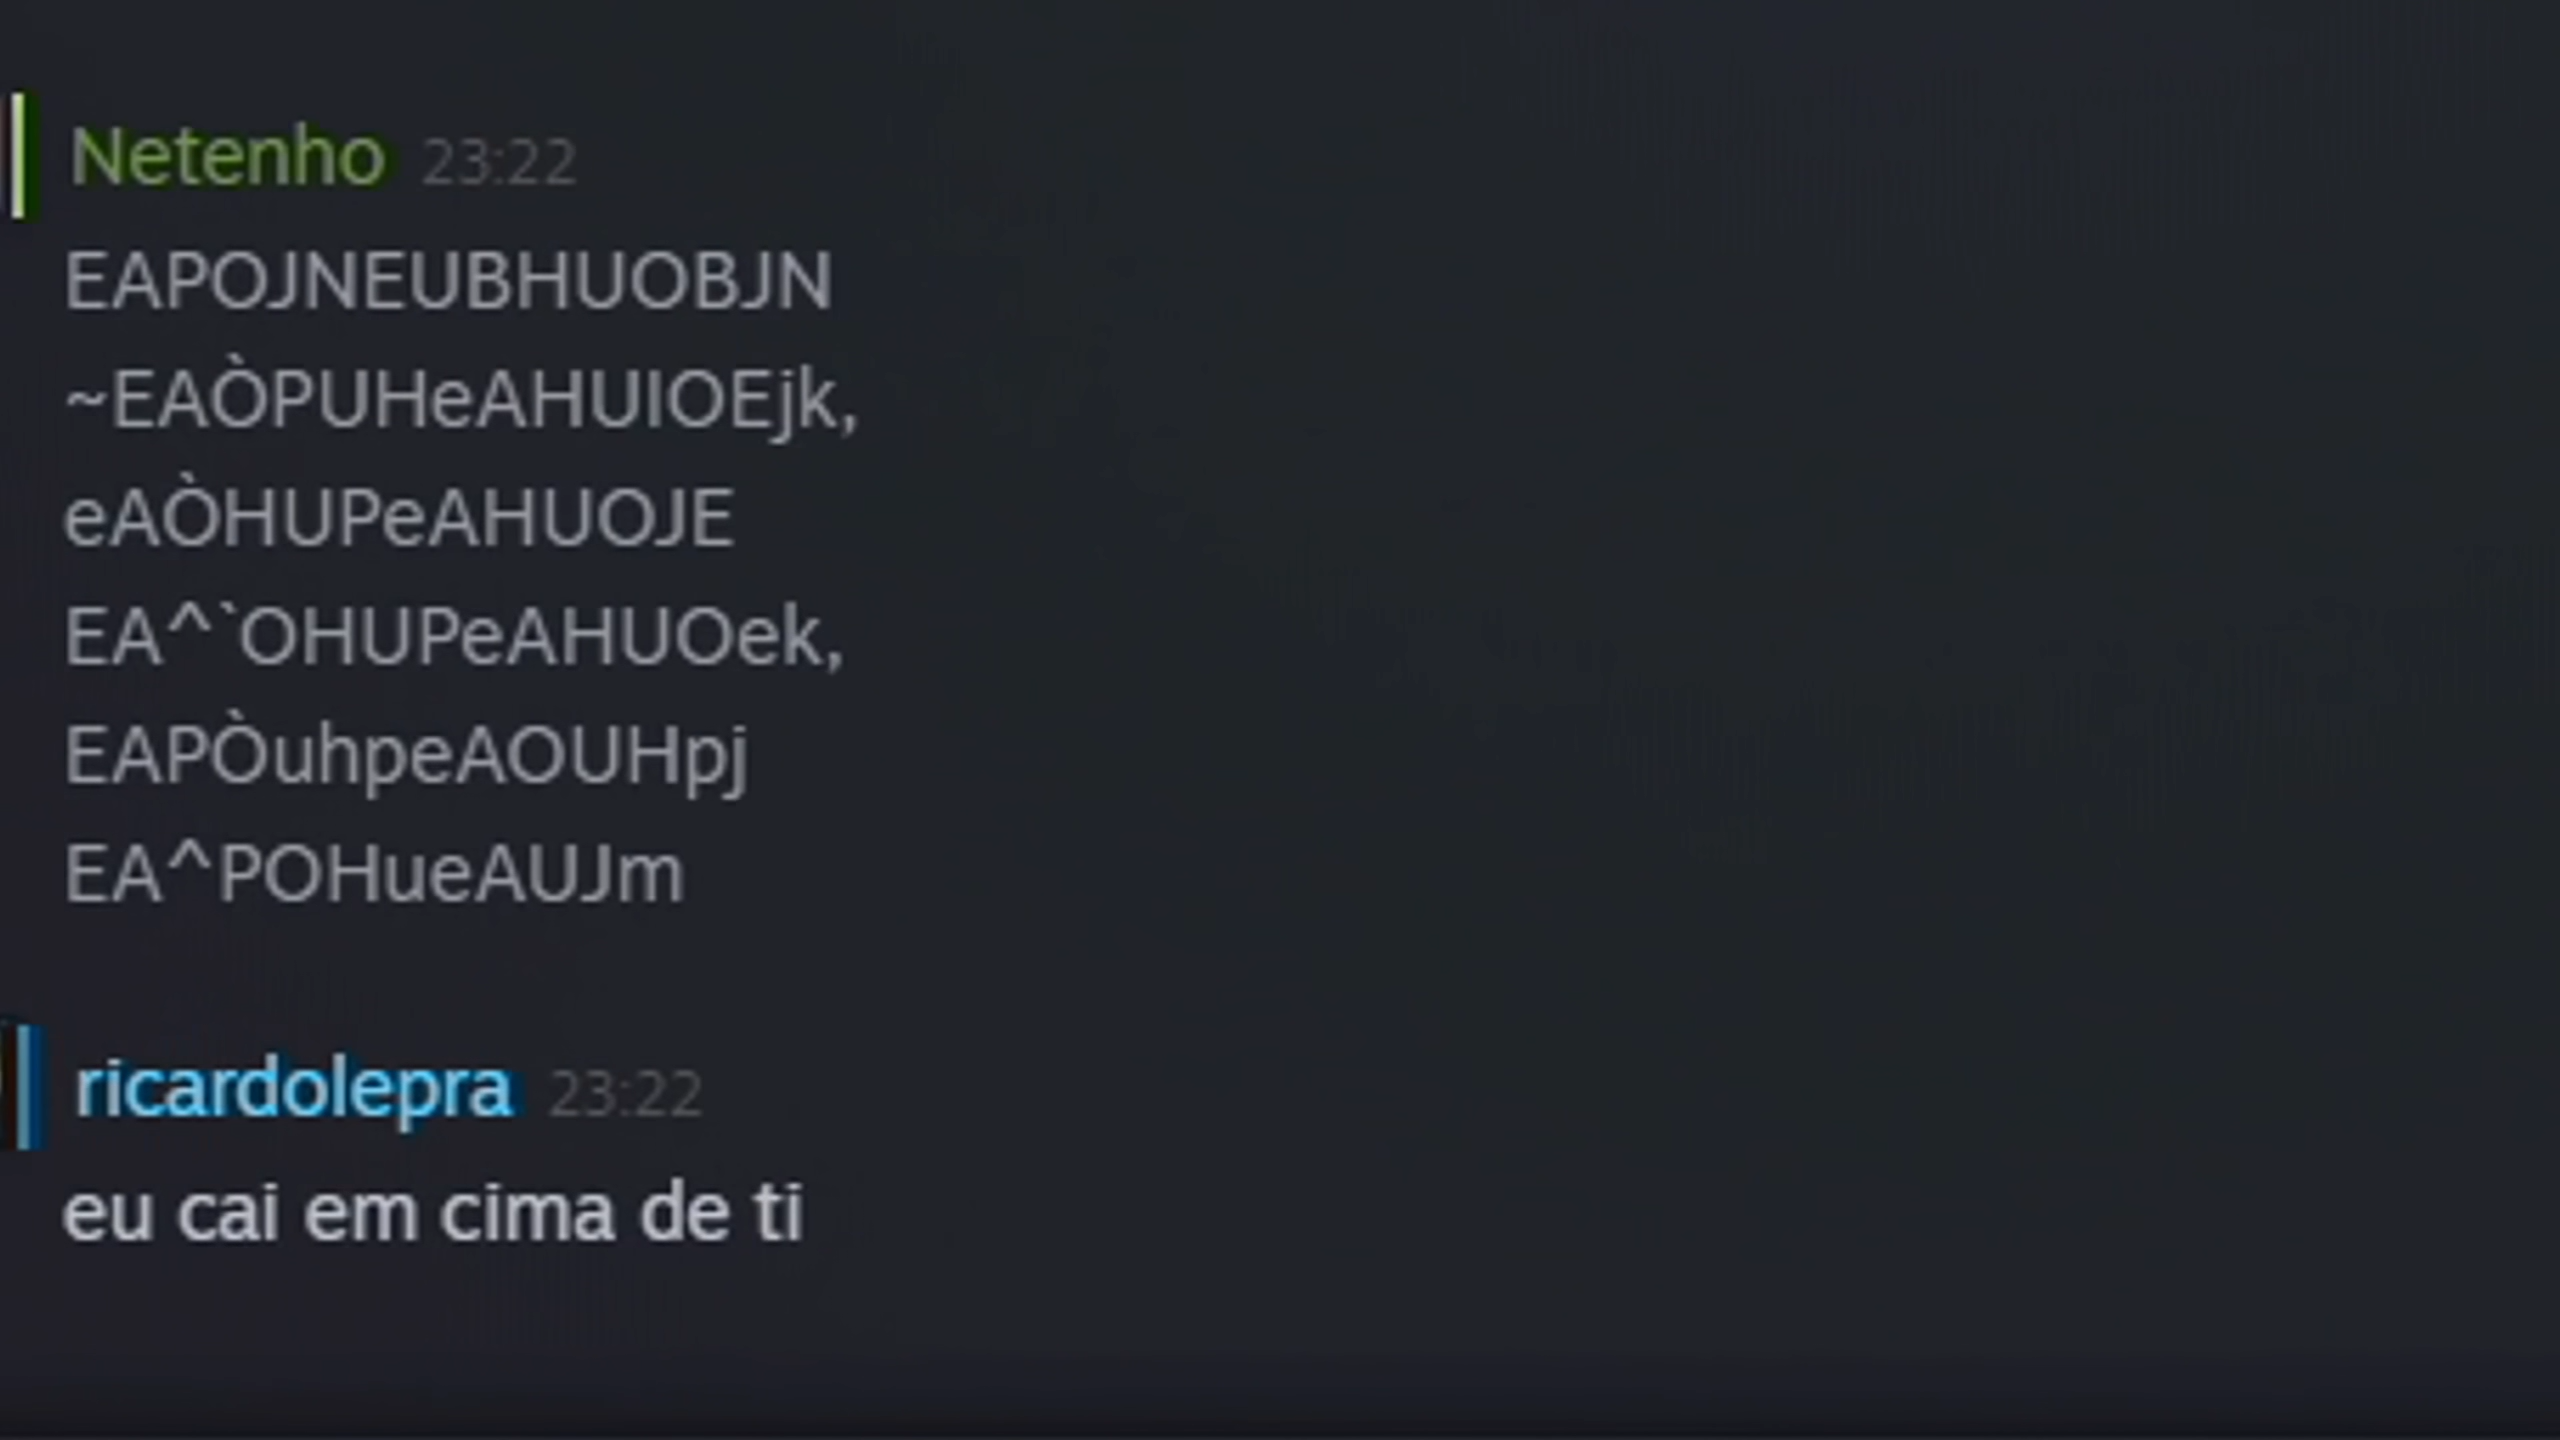 Netenho 23:22
EAPOJNEUBHUOBJN
~EAÒPUHeAHUIOEjk,
eAÒHUPeAHUOJE
EA^`OHUPeAHUOek,
EAPÒuhpeAOUHpj
EA^POHueAUJm
ricardolepra 23:22
eu cai em cima de ti